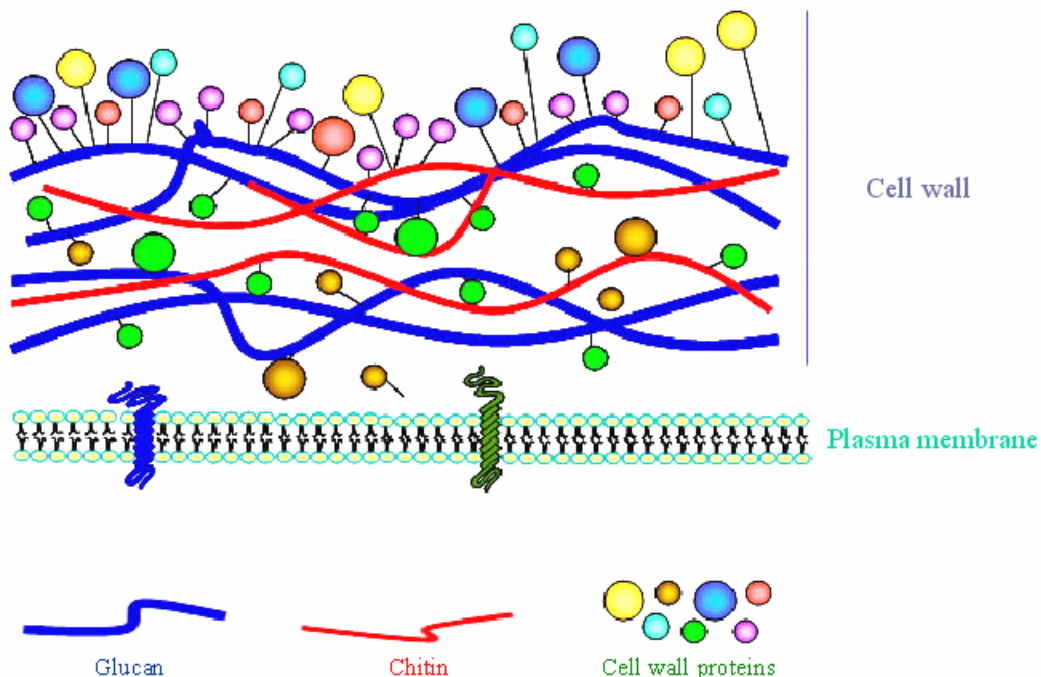 Cell wall
Plasma membrane
Glucan
Chitin
Cell wall proteins